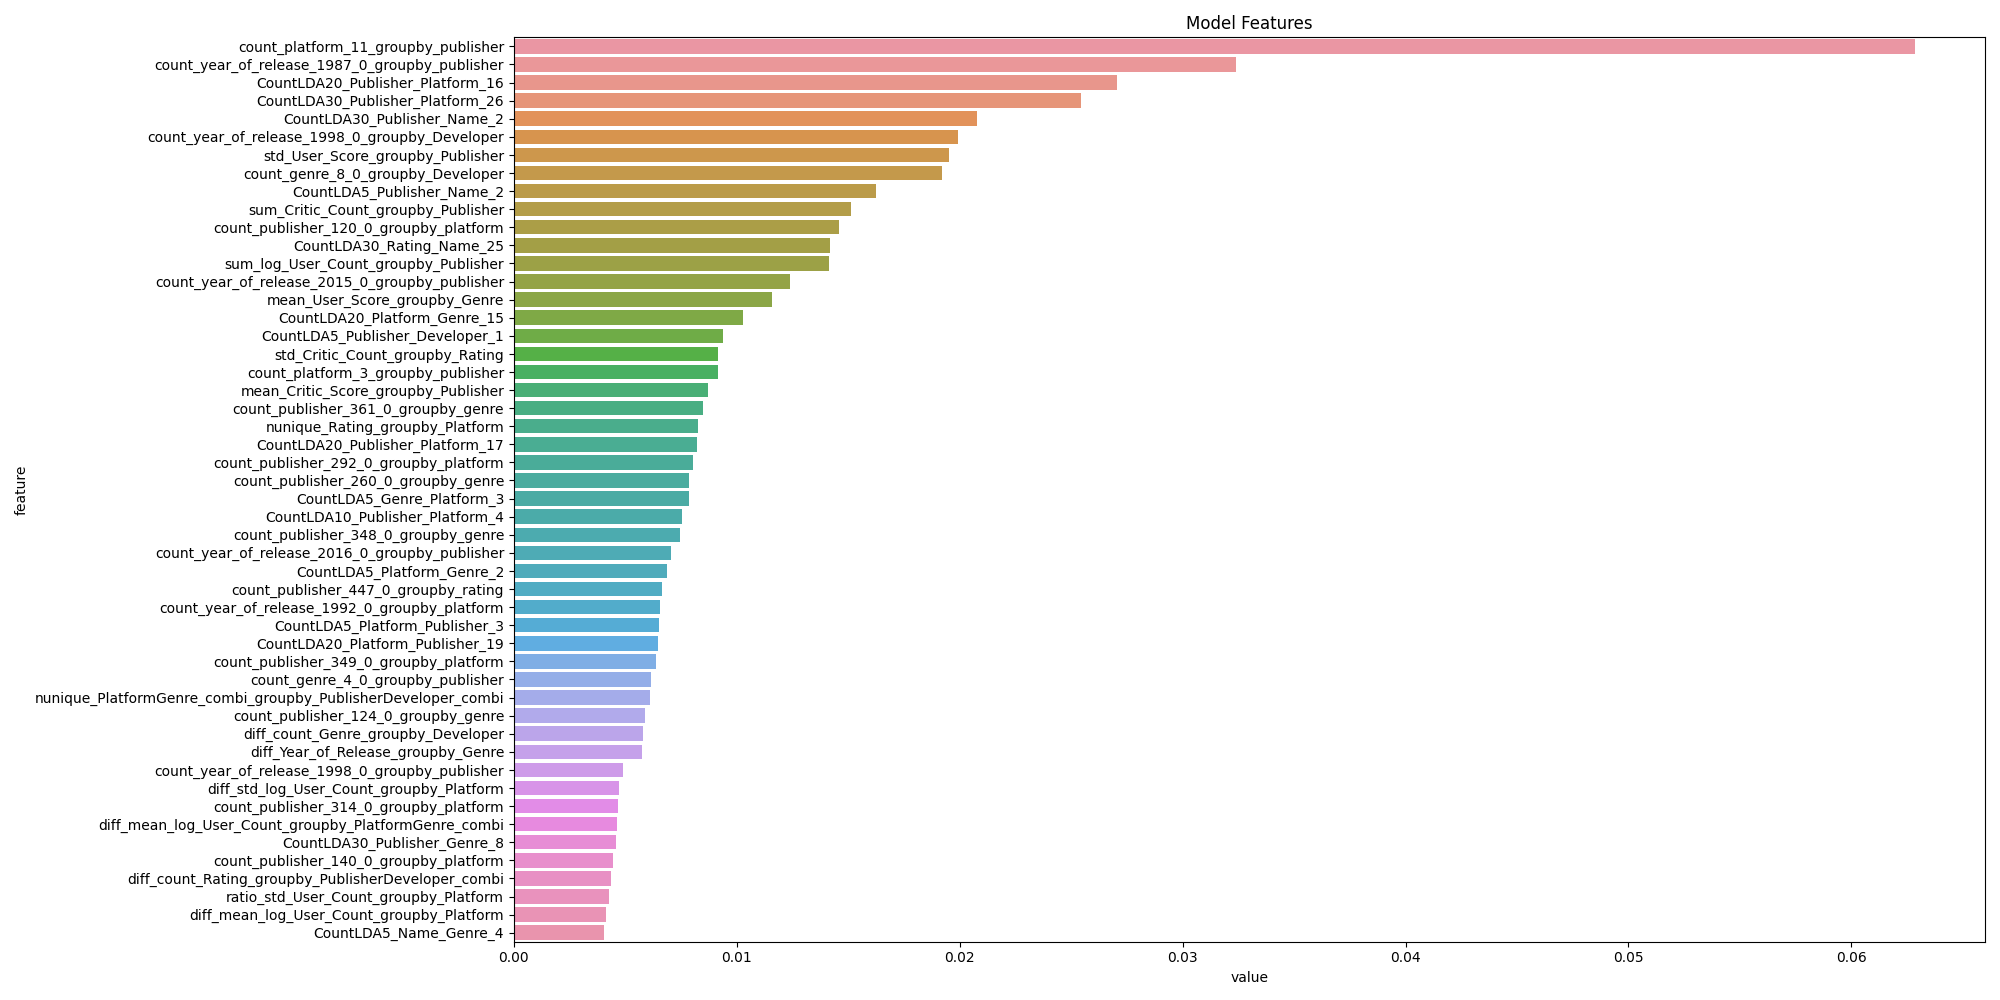 Model Features
count_platform_11_groupby_publisher
count_year_of_release_1987_0_groupby_publisher
CountLDA20_Publisher_Platform_16
CountLDA30_Publisher_Platform_26
CountLDA30_Publisher_Name_2
count_year_of_release_1998_0_groupby_Developer
std_User_Score_groupby_Publisher
count_genre_8_0_groupby_Developer
CountLDA5_Publisher_Name_2
sum_Critic_Count_groupby_Publisher
count_publisher_120_0_groupby_platform
CountLDA30_Rating_Name_25
sum_log_User_Count_groupby_Publisher
count_year_of_release_2015_0_groupby_publisher
mean_User_Score_groupby_Genre
CountLDA20_Platform_Genre_15
CountLDA5_Publisher_Developer_1
std_Critic_Count_groupby_Rating
count_platform_3_groupby_publisher
mean_Critic_Score_groupby_Publisher
count_publisher_361_0_groupby_genre
nunique_Rating_groupby_Platform
CountLDA20_Publisher_Platform_17
count_publisher_292_0_groupby_platform
count_publisher_260_0_groupby_genre
CountLDA5_Genre_Platform_3
CountLDA10_Publisher_Platform_4
count_publisher_348_0_groupby_genre
count_year_of_release_2016_0_groupby_publisher
CountLDA5_Platform_Genre_2
count_publisher_447_0_groupby_rating
count_year_of_release_1992_0_groupby_platform
CountLDA5_Platform_Publisher_3
CountLDA20_Platform_Publisher_19
count_publisher_349_0_groupby_platform
count_genre_4_0_groupby_publisher
nunique_PlatformGenre_combi_groupby_PublisherDeveloper_combi
count_publisher_124_0_groupby_genre
diff_count_Genre_groupby_Developer
diff_Year_of_Release_groupby_Genre
count_year_of_release_1998_0_groupby_publisher
diff_std_log_User_Count_groupby_Platform
count_publisher_314_0_groupby_platform
diff_mean_log_User_Count_groupby_PlatformGenre_combi
CountLDA30_Publisher_Genre_8
count_publisher_140_0_groupby_platform
diff_count_Rating_groupby_PublisherDeveloper_combi
ratio_std_User_Count_groupby_Platform
diff_mean_log_User_Count_groupby_Platform
CountLDA5_Name_Genre_4
feature
0.00 0.01 0.02 0.03 0.04 0.05 0.06
value